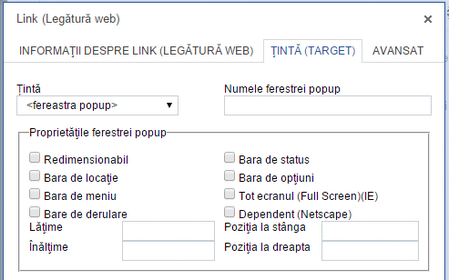 Link (Legătură web)
INFORMAȚII DESPRE LINK (LEGĂTURĂ WEB) ȚINTĂ (TARGET) AVANSAT
Țintă Numele ferestrei popup
<fereastra popup>
Proprietățile ferestrei popup
Redimensionabil Bara de status
Bara de locație Bara de opțiuni
Bara de meniu Tot ecranul (Full Screen)(IE)
Bare de derulare Dependent (Netscape)
Lățime Poziția la stânga
Înălțime Poziția la dreapta